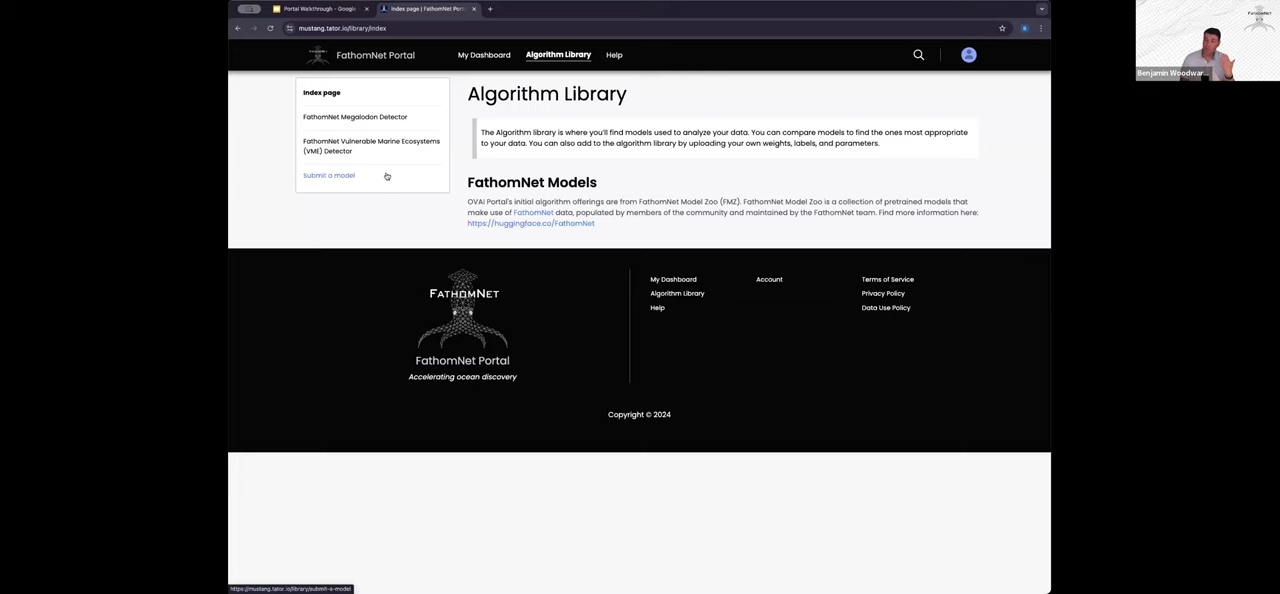 Portal Walkthrough - Google
Index page | FathomNet Port
mustang.tator.io/library/index
FathomNet Portal
My Dashboard
Algorithm Library
Help
Index page
FathomNet Megalodon Detector
FathomNet Vulnerable Marine Ecosystems
(VME) Detector
Submit a model
Algorithm Library
The Algorithm library is where you'll find models used to analyze your data. You can compare models to find the ones most appropriate
to your data. You can also add to the algorithm library by uploading your own weights, labels, and parameters.
FathomNet Models
OVAI Portal's initial algorithm offerings are from FathomNet Model Zoo (FMZ). FathomNet Model Zoo is a collection of pretrained models that
make use of FathomNet data, populated by members of the community and maintained by the FathomNet team. Find more information here:
https://huggingface.co/FathomNet
FATHOMNET
FathomNet Portal
Accelerating ocean discovery
My Dashboard
Algorithm Library
Help
Account
Terms of Service
Privacy Policy
Data Use Policy
Copyright © 2024
https://mustang.tator.io/library/submit-a-model
Benjamin Woodwar...